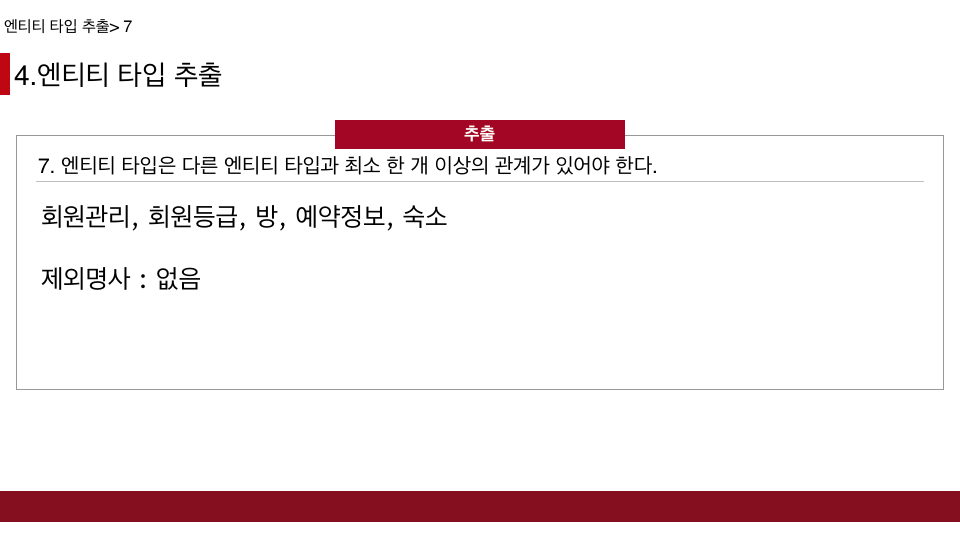 엔티티 타입 추출> 7
4.엔티티 타입 추출
추출
7. 엔티티 타입은 다른 엔티티 타입과 최소 한 개 이상의 관계가 있어야 한다.
회원관리, 회원등급, 방, 예약정보, 숙소
제외명사 : 없음